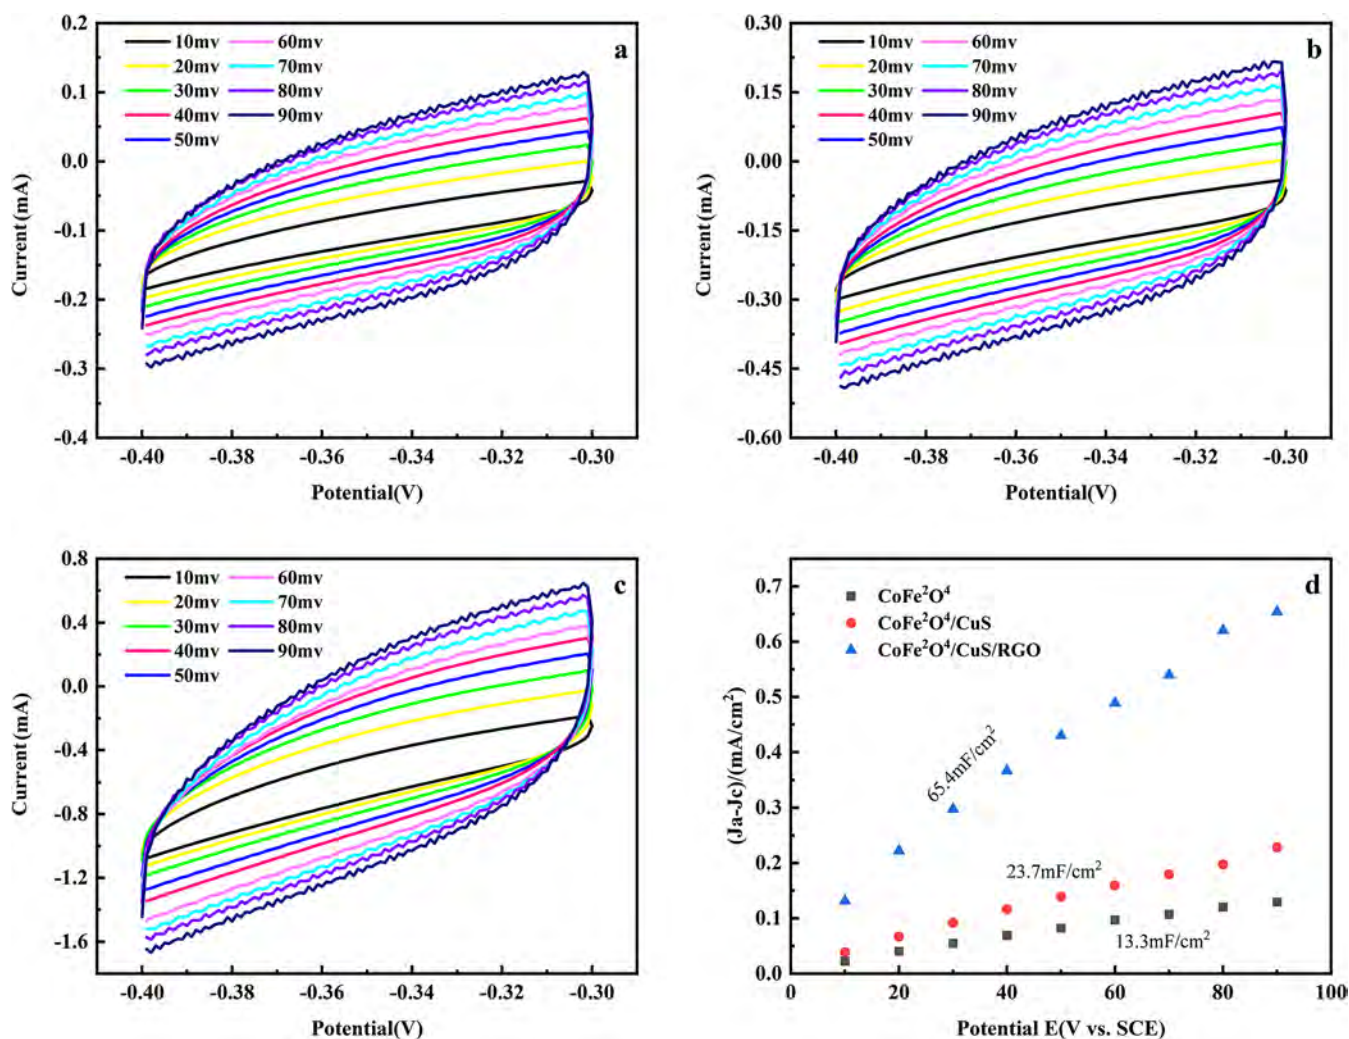 a
10mv 60mv
20mv 70mv
30mv 80mv
40mv 90mv
50mv
0.2
0.1
0.0
-0.1
-0.2
-0.3
-0.4
Current(mA)
-0.40 -0.38 -0.36 -0.34 -0.32 -0.30
Potential(V)
b
10mv 60mv
20mv 70mv
30mv 80mv
40mv 90mv
50mv
0.30
0.15
0.00
-0.15
-0.30
-0.45
-0.60
Current(mA)
-0.40 -0.38 -0.36 -0.34 -0.32 -0.30
Potential(V)
c
10mv 60mv
20mv 70mv
30mv 80mv
40mv 90mv
50mv
0.8
0.4
0.0
-0.4
-0.8
-1.2
-1.6
Current(mA)
-0.40 -0.38 -0.36 -0.34 -0.32 -0.30
Potential(V)
d
CoFe²O⁴
CoFe²O⁴/CuS
CoFe²O⁴/CuS/RGO
65.4mF/cm²
23.7mF/cm²
13.3mF/cm²
0.7
0.6
0.5
0.4
0.3
0.2
0.1
0.0
(Ja-Jc)/(mA/cm²)
0 20 40 60 80 100
Potential E(V vs. SCE)